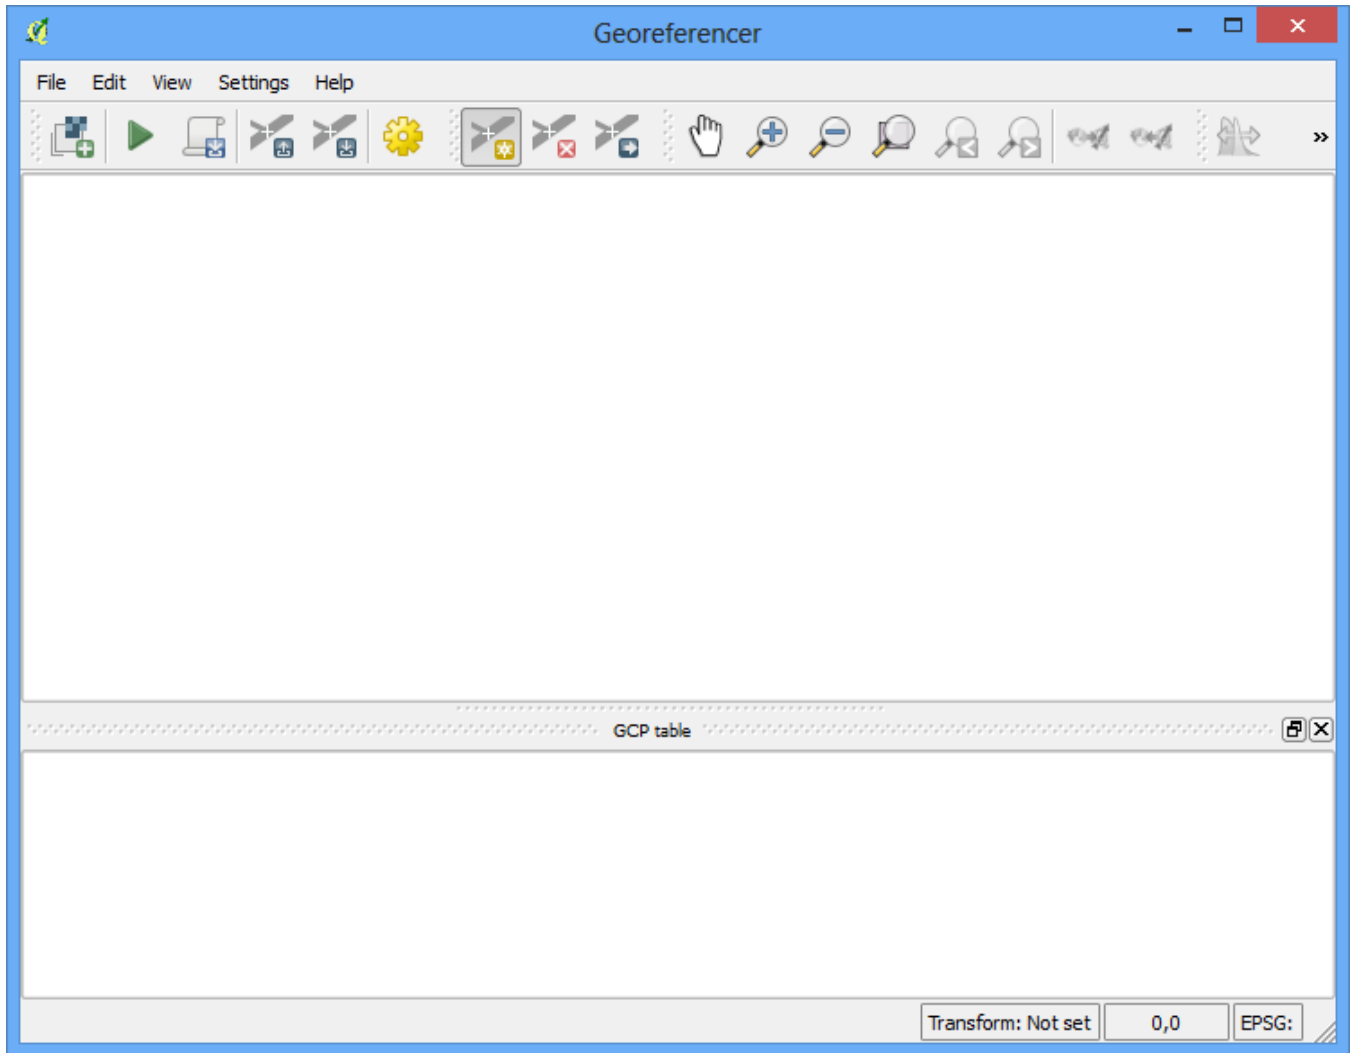 Georeferencer
File Edit View Settings Help
GCP table
Transform: Not set 0,0 EPSG: